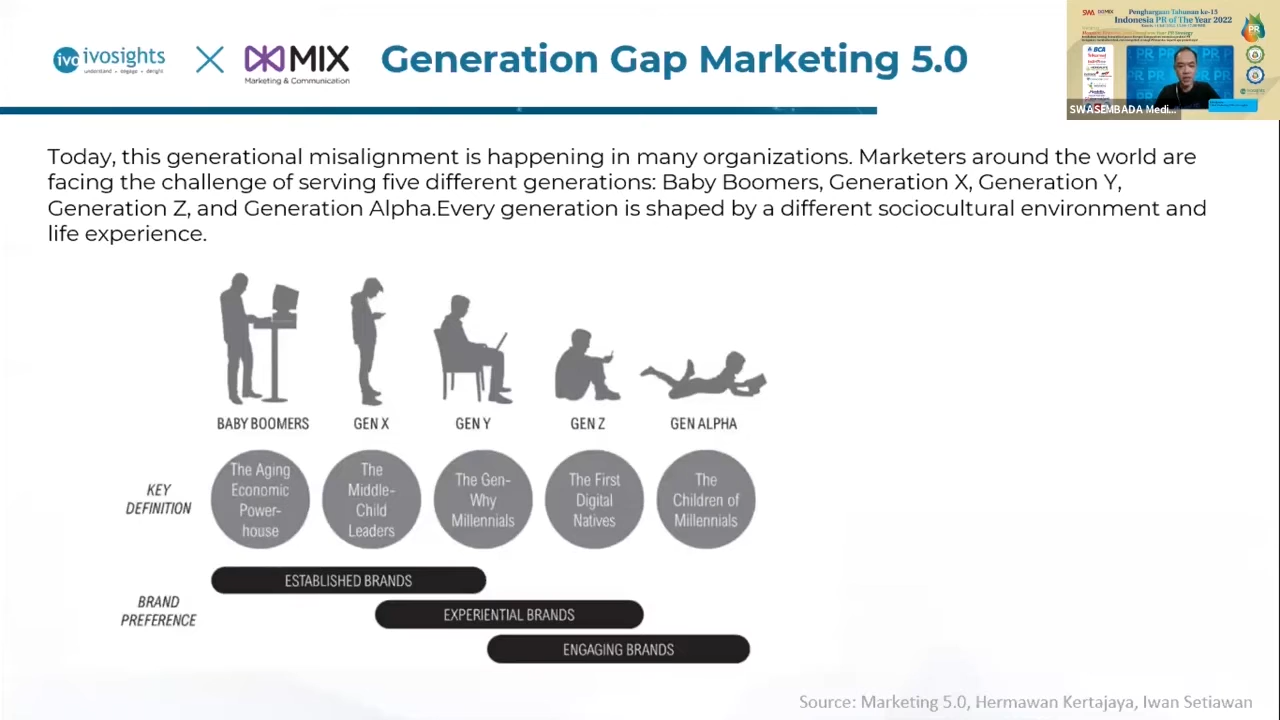 ivosights
understand • engage • delight
MIX
Marketing & Communication
Generation Gap Marketing 5.0
Penghargaan Tahunan ke-15
Indonesia PR of The Year 2022
SWASEMBADA Medi...
Today, this generational misalignment is happening in many organizations. Marketers around the world are
facing the challenge of serving five different generations: Baby Boomers, Generation X, Generation Y,
Generation Z, and Generation Alpha.Every generation is shaped by a different sociocultural environment and
life experience.
BABY BOOMERS GEN X GEN Y GEN Z GEN ALPHA
KEY
DEFINITION
The Aging
Economic
Power-
house
The
Middle-
Child
Leaders
The Gen-
Why
Millennials
The First
Digital
Natives
The
Children of
Millennials
BRAND
PREFERENCE
ESTABLISHED BRANDS
EXPERIENTIAL BRANDS
ENGAGING BRANDS
Source: Marketing 5.0, Hermawan Kertajaya, Iwan Setiawan